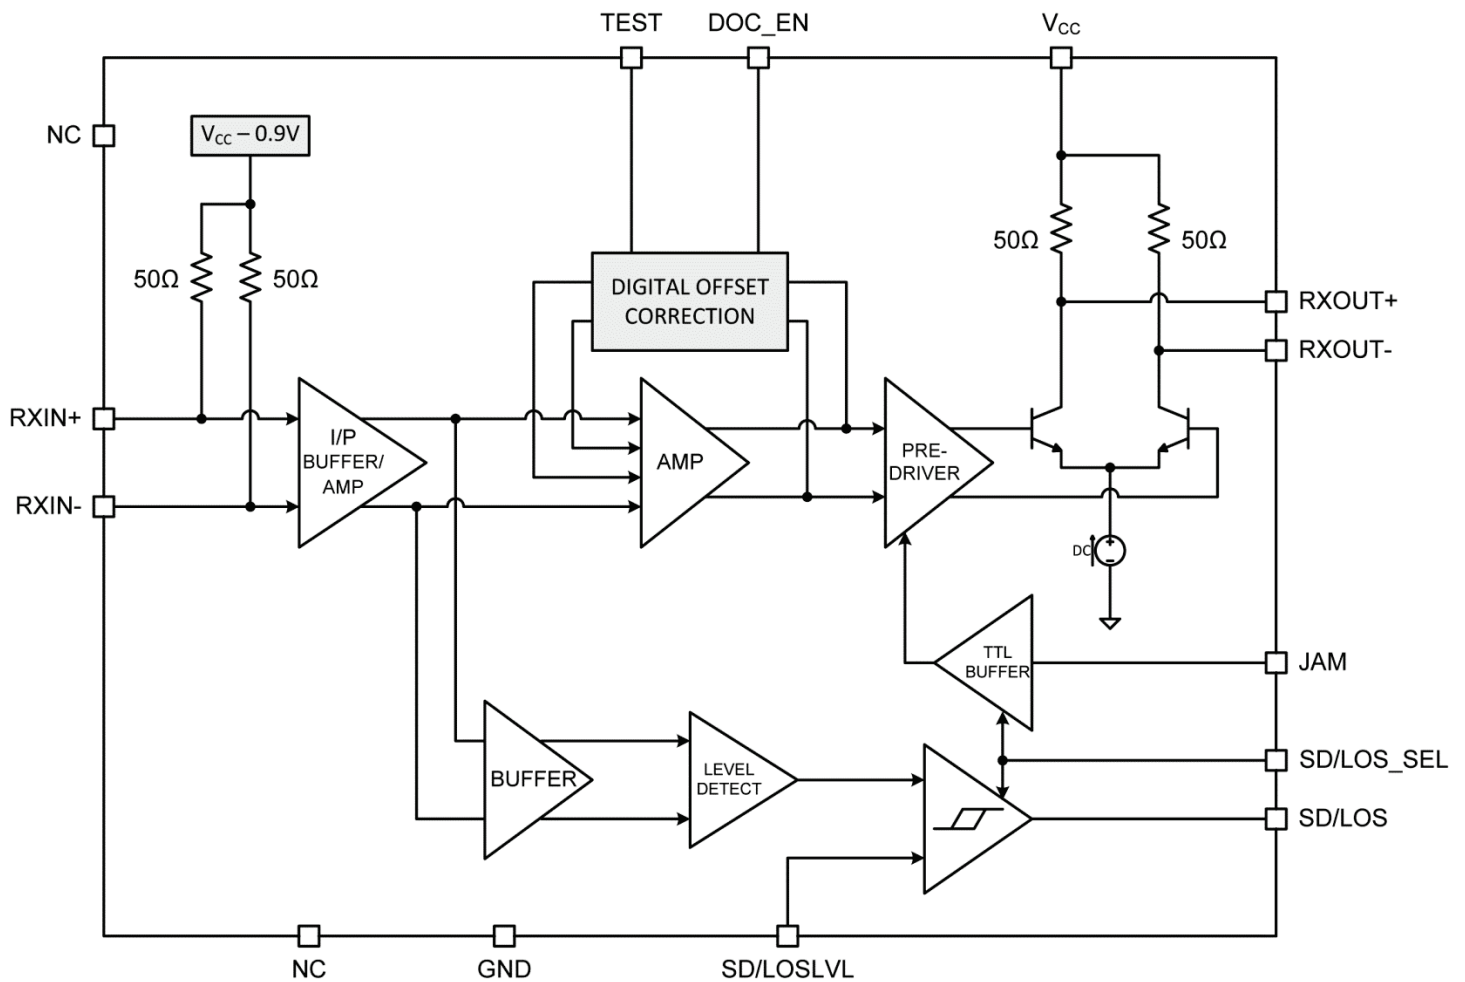 TEST
DOC_EN
VCC
NC
VCC – 0.9V
50Ω
50Ω
DIGITAL OFFSET
CORRECTION
50Ω
50Ω
RXOUT+
RXOUT-
RXIN+
RXIN-
I/P
BUFFER/
AMP
AMP
PRE-
DRIVER
DC
+
-
TTL
BUFFER
JAM
BUFFER
LEVEL
DETECT
SD/LOS_SEL
SD/LOS
NC
GND
SD/LOSLVL